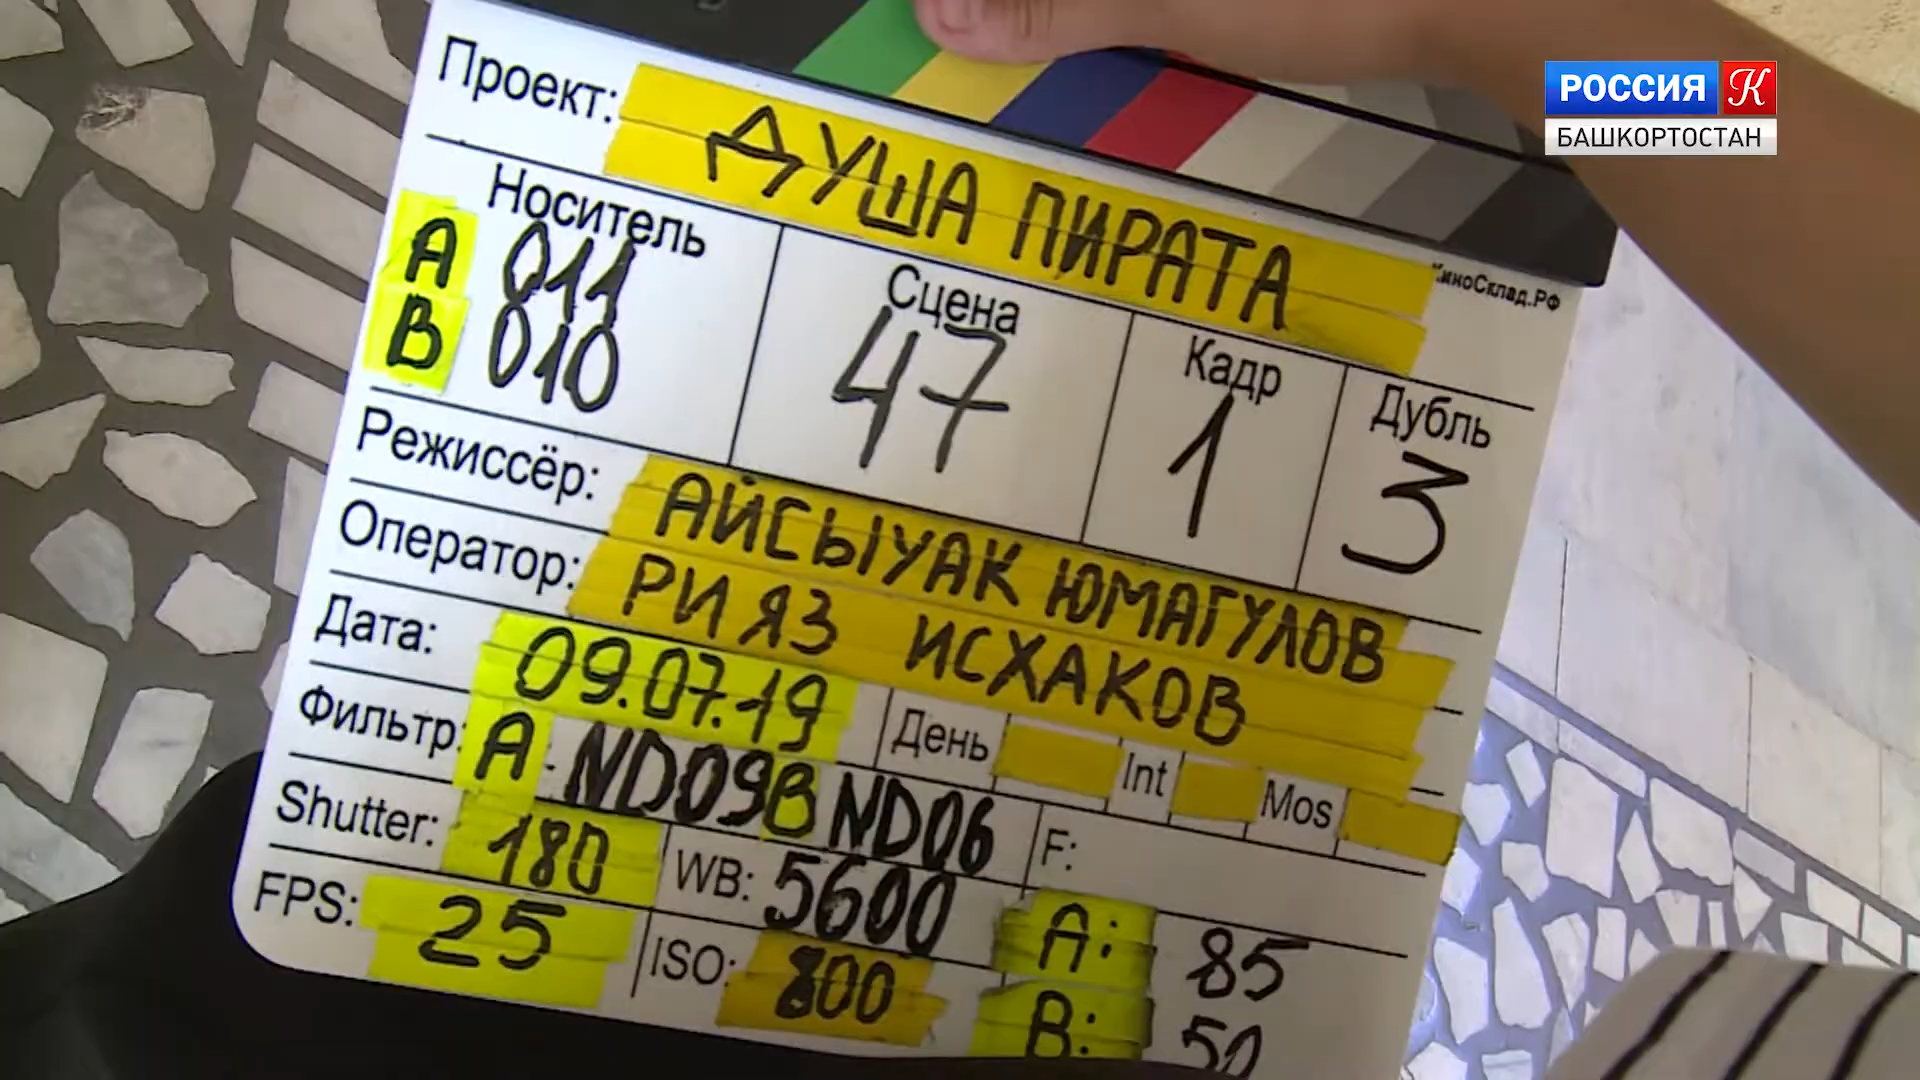 РОССИЯ К
БАШКОРТОСТАН
Проект: ДУША ПИРАТА
КиноСклад.РФ
Носитель Сцена Кадр Дубль
A 011
B 010
47 1 3
Режиссёр: АЙСЫУАК ЮМАГУЛОВ
Оператор: РИЯЗ ИСХАКОВ
Дата: 09.07.19 День Int Mos
Фильтр: A ND09 B ND06
Shutter: 180 WB: 5600 F:
FPS: 25 ISO: 800 A: 85
B: 50